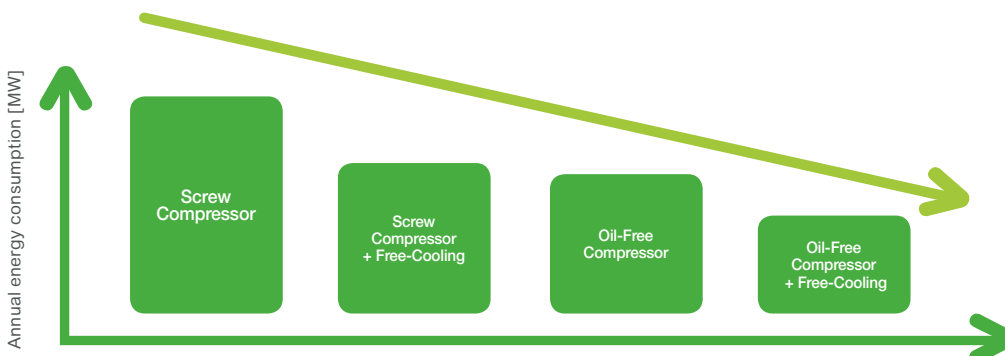 Annual energy consumption [MW]
Screw
Compressor
Screw
Compressor
+ Free-Cooling
Oil-Free
Compressor
Oil-Free
Compressor
+ Free-Cooling